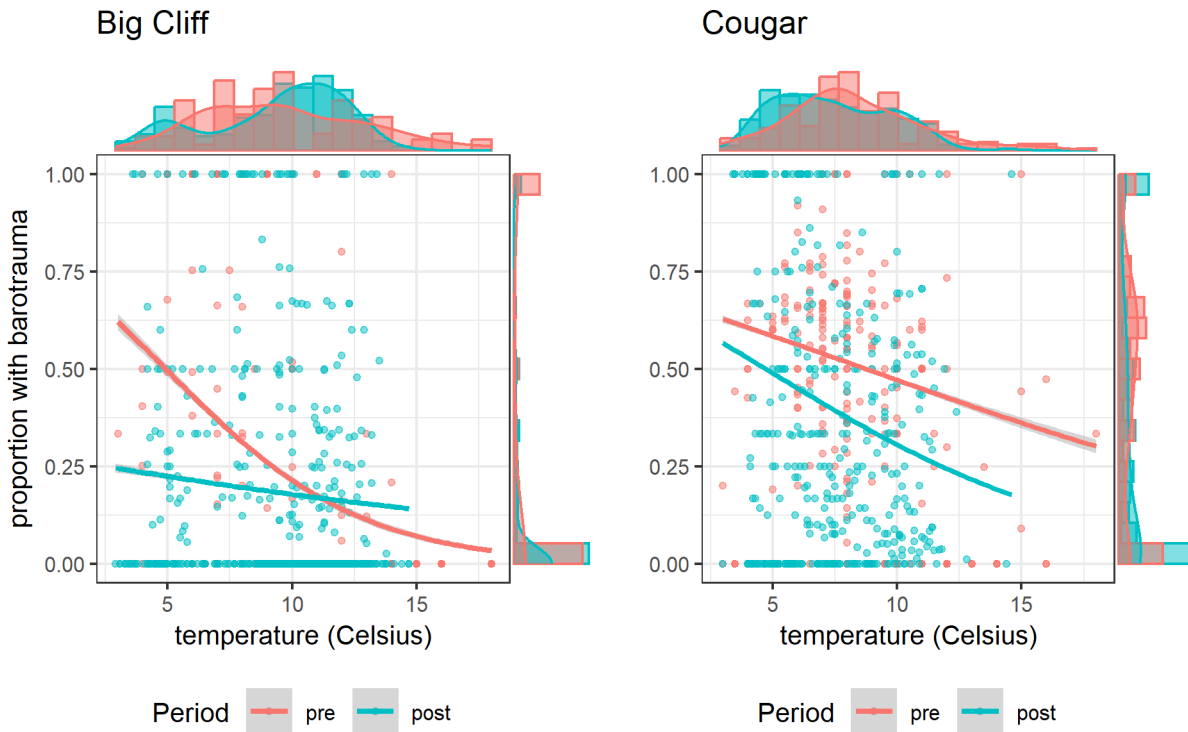 Big Cliff
Cougar
proportion with barotrauma
1.00
0.75
0.50
0.25
0.00
5 10 15
temperature (Celsius)
Period pre post
1.00
0.75
0.50
0.25
0.00
5 10 15
temperature (Celsius)
Period pre post